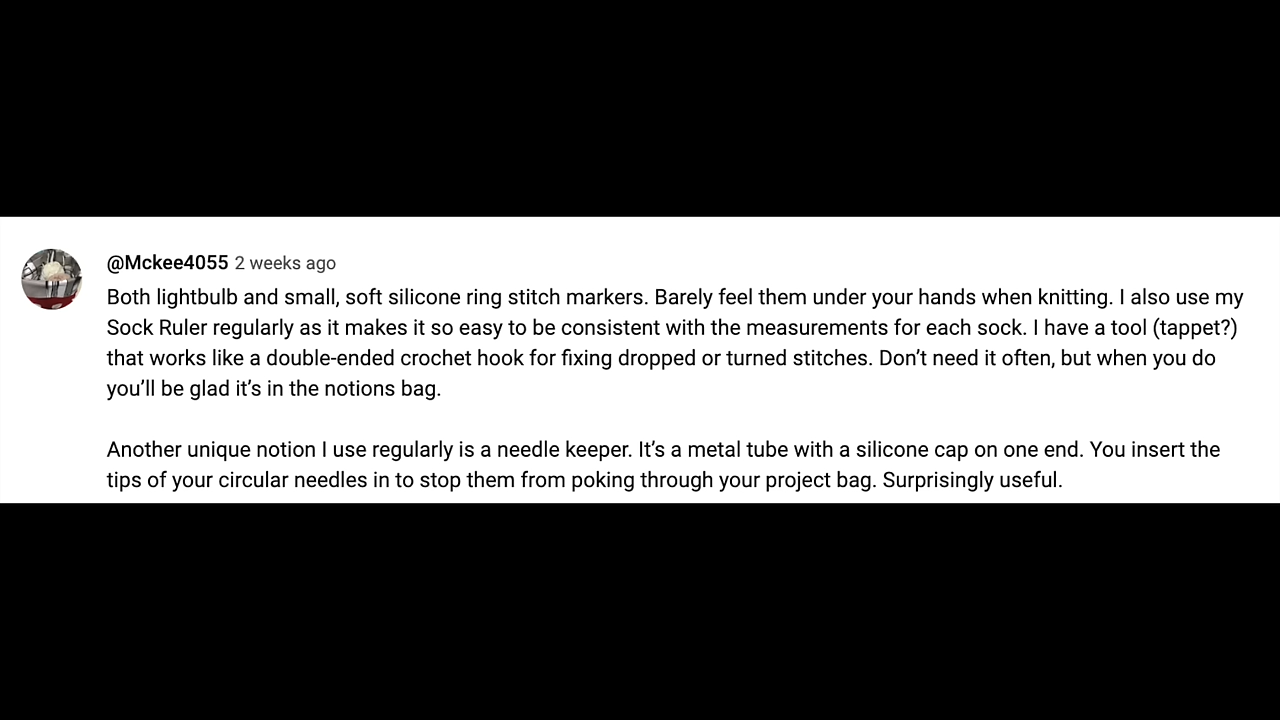 @Mckee4055 2 weeks ago
Both lightbulb and small, soft silicone ring stitch markers. Barely feel them under your hands when knitting. I also use my
Sock Ruler regularly as it makes it so easy to be consistent with the measurements for each sock. I have a tool (tappet?)
that works like a double-ended crochet hook for fixing dropped or turned stitches. Don’t need it often, but when you do
you’ll be glad it’s in the notions bag.
Another unique notion I use regularly is a needle keeper. It’s a metal tube with a silicone cap on one end. You insert the
tips of your circular needles in to stop them from poking through your project bag. Surprisingly useful.